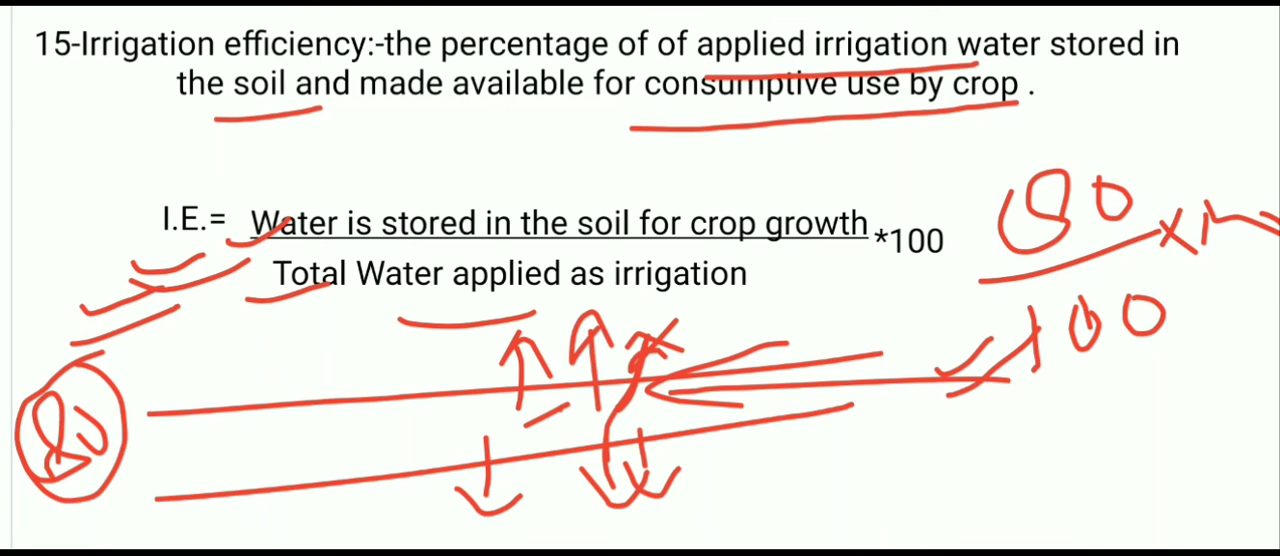 15-Irrigation efficiency:-the percentage of of applied irrigation water stored in
the soil and made available for consumptive use by crop .
I.E.= Water is stored in the soil for crop growth *100
Total Water applied as irrigation
80
100
80